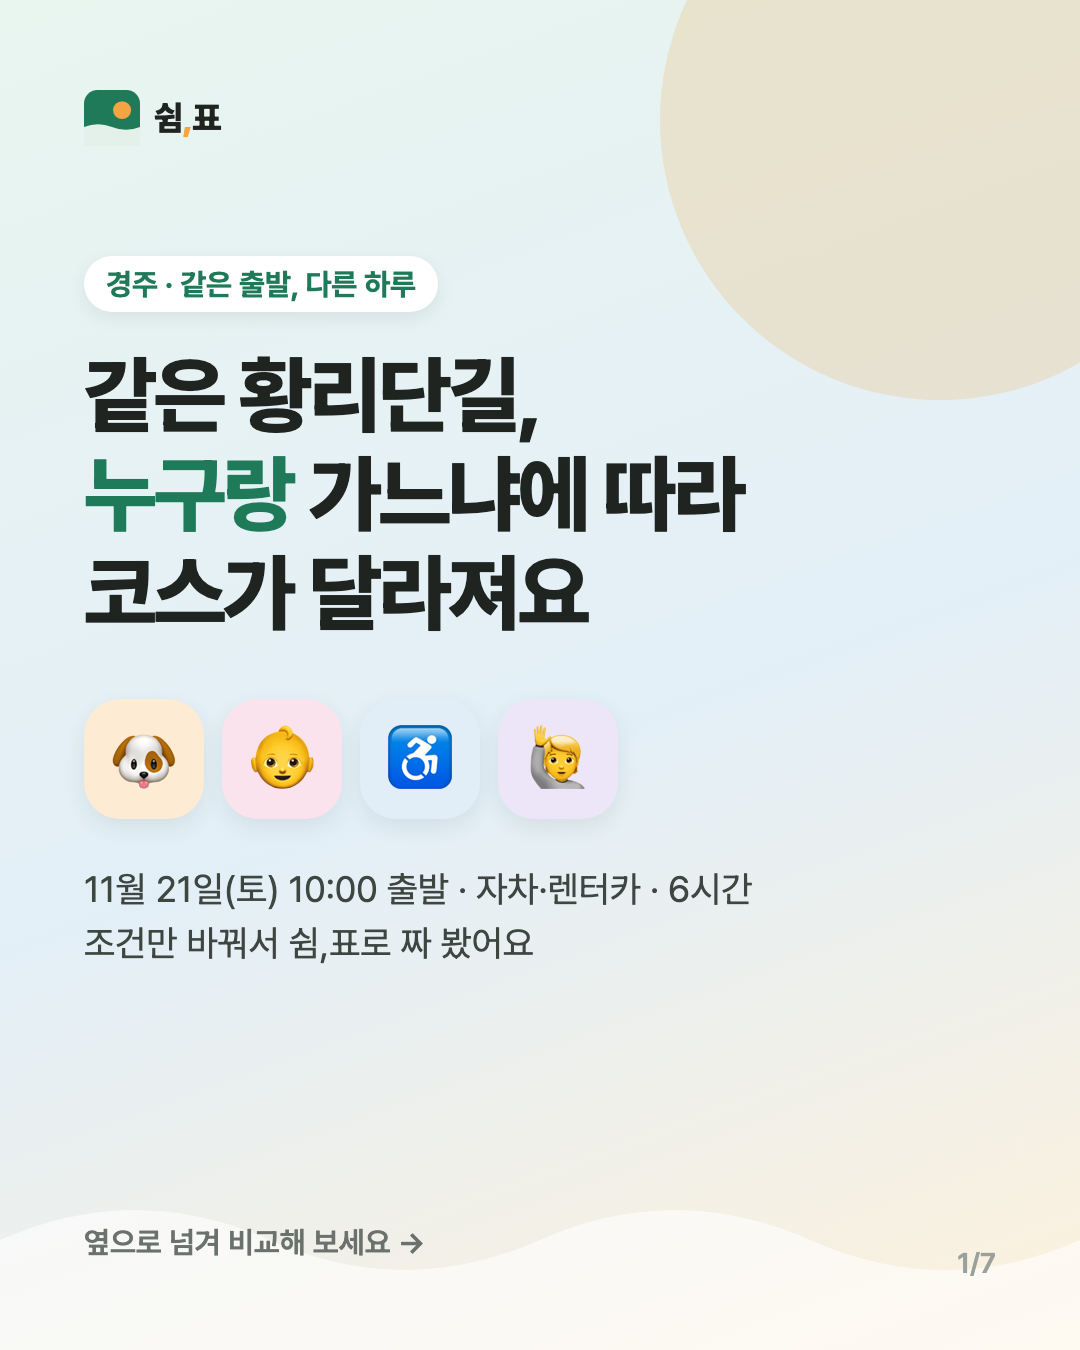 쉼,표
경주 · 같은 출발, 다른 하루
같은 황리단길,
누구랑 가느냐에 따라
코스가 달라져요
11월 21일(토) 10:00 출발 · 자차·렌터카 · 6시간
조건만 바꿔서 쉼,표로 짜 봤어요
옆으로 넘겨 비교해 보세요 →
1/7